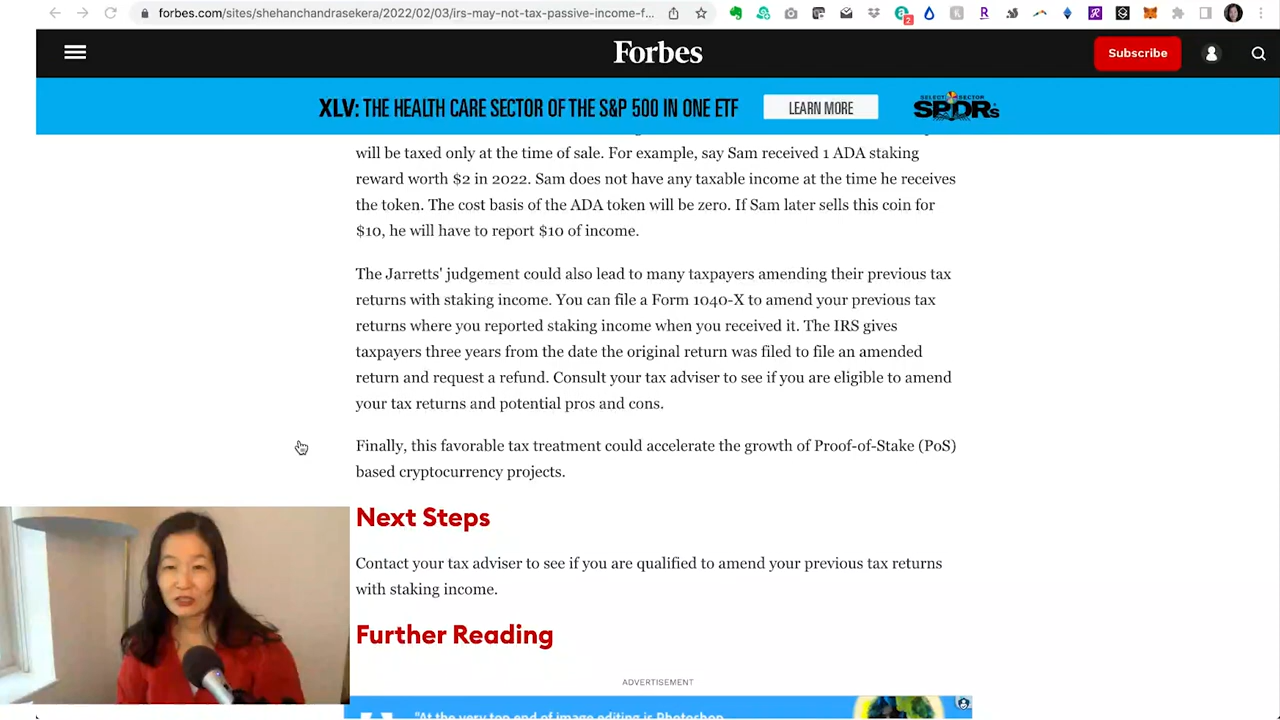 forbes.com/sites/shehanchandrasekera/2022/02/03/irs-may-not-tax-passive-income-f...
2
R
Forbes
Subscribe
XLV: THE HEALTH CARE SECTOR OF THE S&P 500 IN ONE ETF
LEARN MORE
SELECT SECTOR
SPDRs
will be taxed only at the time of sale. For example, say Sam received 1 ADA staking
reward worth $2 in 2022. Sam does not have any taxable income at the time he receives
the token. The cost basis of the ADA token will be zero. If Sam later sells this coin for
$10, he will have to report $10 of income.
The Jarretts' judgement could also lead to many taxpayers amending their previous tax
returns with staking income. You can file a Form 1040-X to amend your previous tax
returns where you reported staking income when you received it. The IRS gives
taxpayers three years from the date the original return was filed to file an amended
return and request a refund. Consult your tax adviser to see if you are eligible to amend
your tax returns and potential pros and cons.
Finally, this favorable tax treatment could accelerate the growth of Proof-of-Stake (PoS)
based cryptocurrency projects.
Next Steps
Contact your tax adviser to see if you are qualified to amend your previous tax returns
with staking income.
Further Reading
ADVERTISEMENT
"At the very top end of image editing is Photoshop